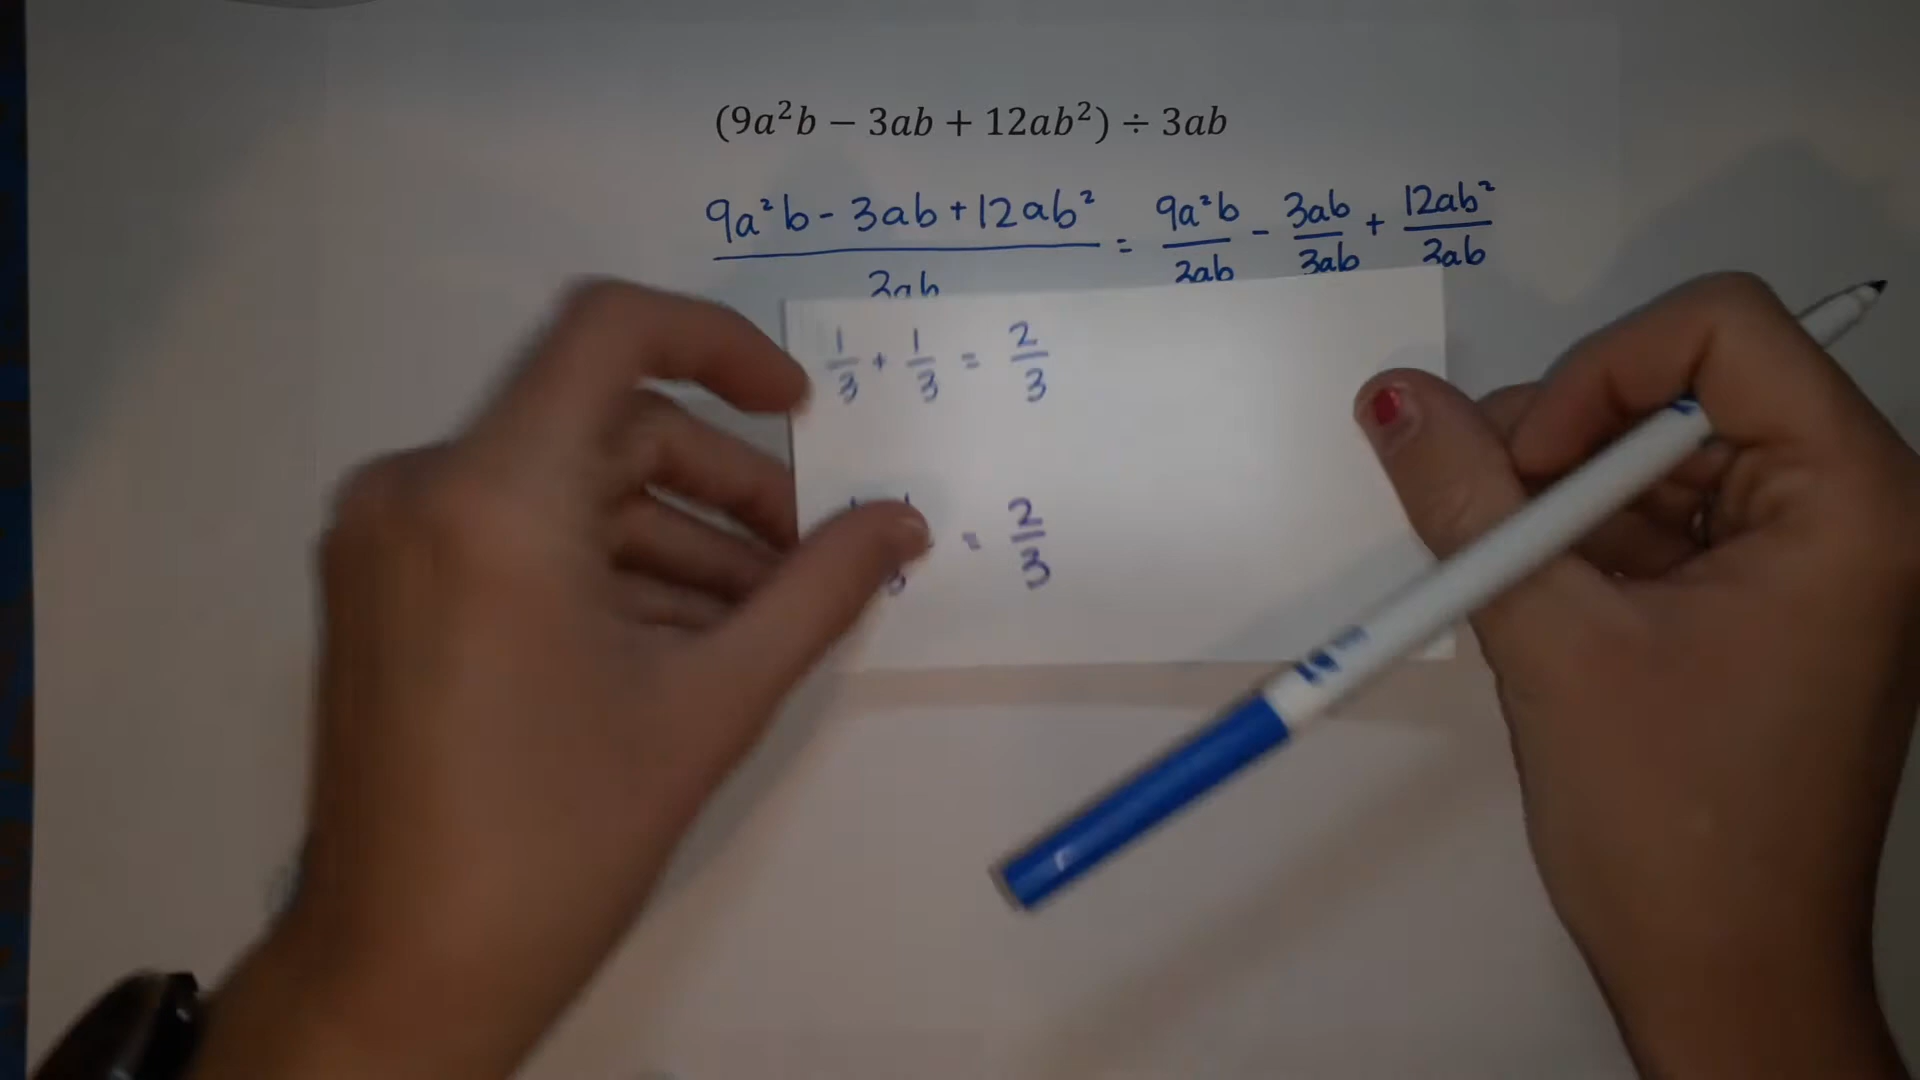 (9a²b − 3ab + 12ab²) ÷ 3ab
9a²b - 3ab + 12ab² / 3ab = 9a²b / 3ab - 3ab / 3ab + 12ab² / 3ab
1/3 + 1/3 = 2/3
= 2/3